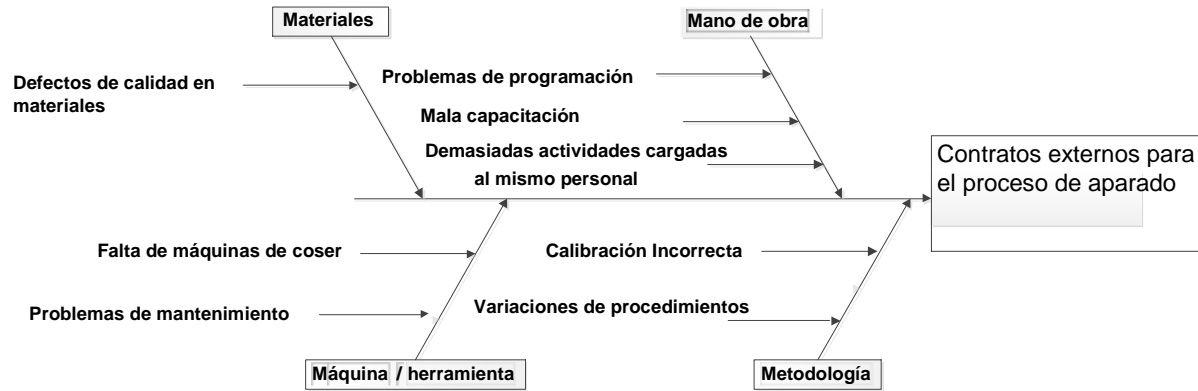 Materiales
Mano de obra
Defectos de calidad en
materiales
Problemas de programación
Mala capacitación
Demasiadas actividades cargadas
al mismo personal
Contratos externos para
el proceso de aparado
Falta de máquinas de coser
Calibración Incorrecta
Problemas de mantenimiento
Variaciones de procedimientos
Máquina / herramienta
Metodología